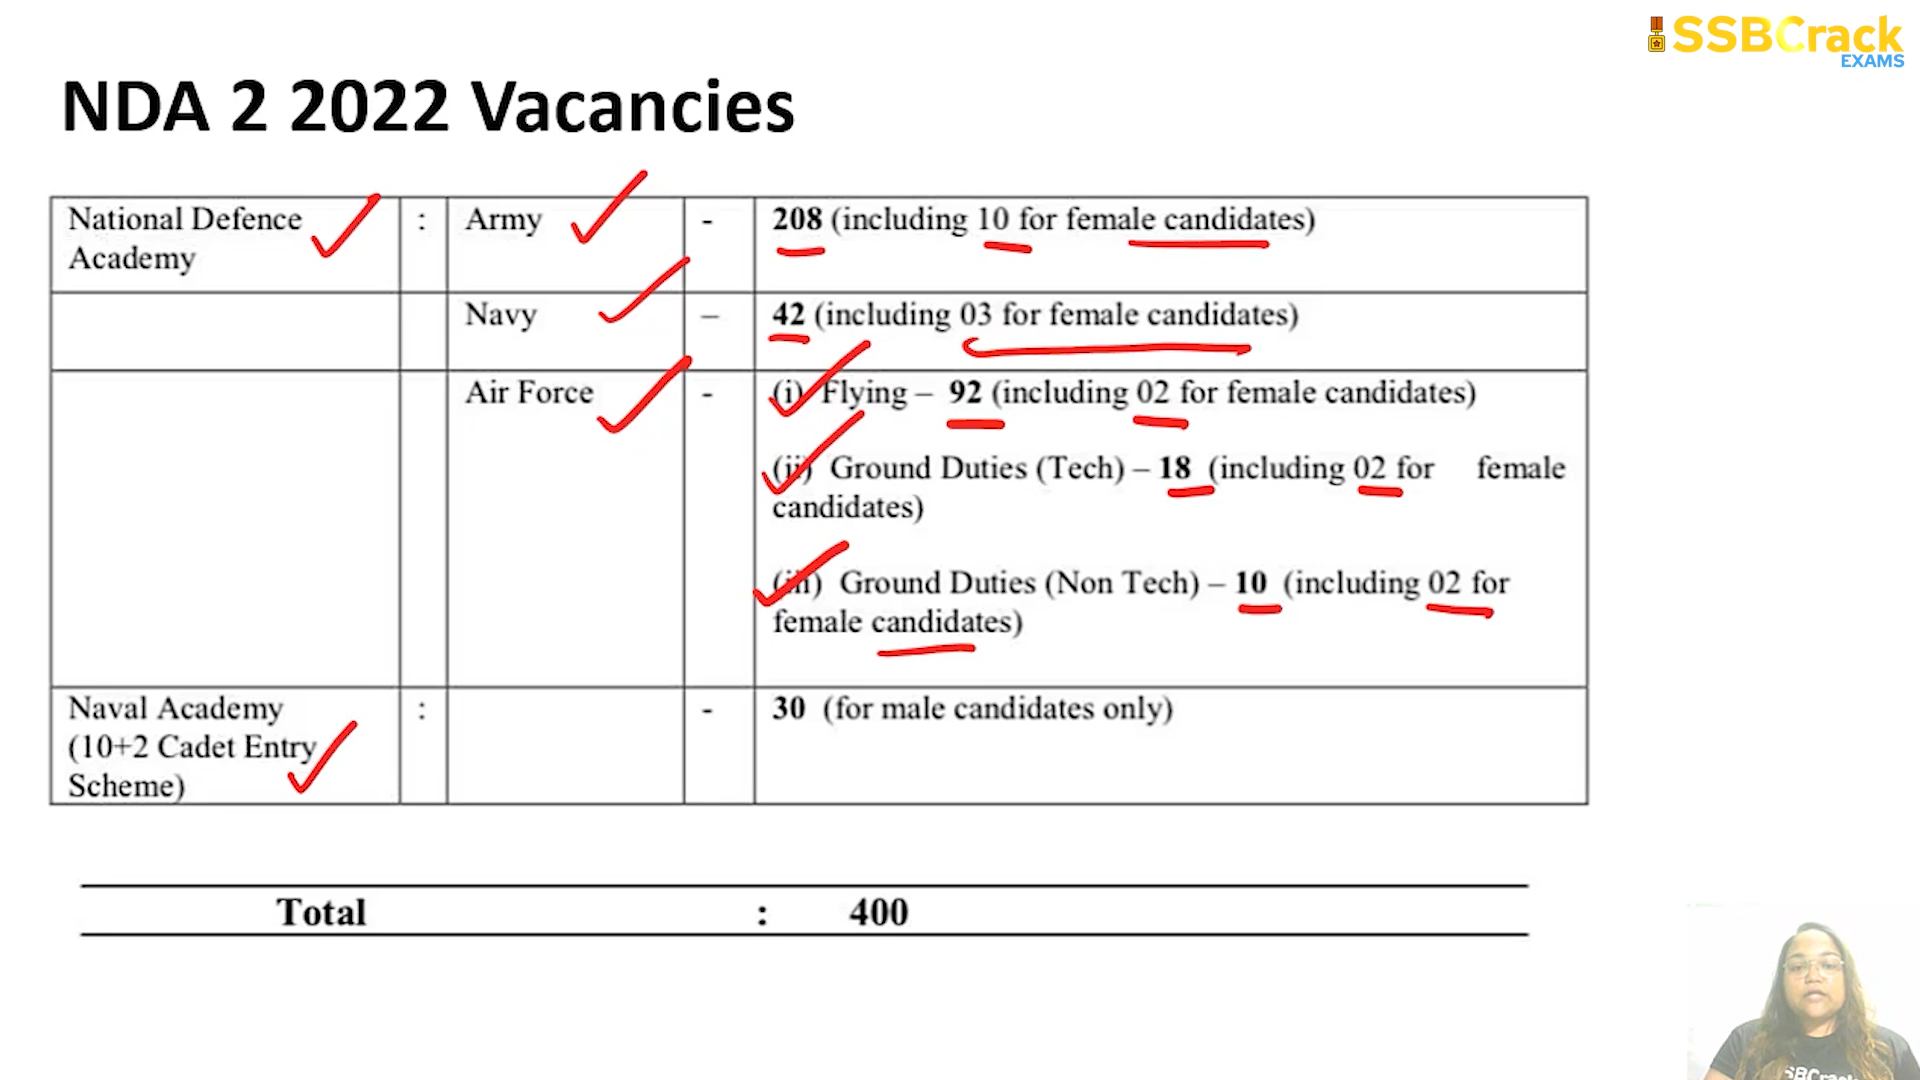 SSBCrack
EXAMS
NDA 2 2022 Vacancies
National Defence : Army - 208 (including 10 for female candidates)
Academy
Navy – 42 (including 03 for female candidates)
Air Force - (i) Flying – 92 (including 02 for female candidates)
(ii) Ground Duties (Tech) – 18 (including 02 for female
candidates)
(iii) Ground Duties (Non Tech) – 10 (including 02 for
female candidates)
Naval Academy : - 30 (for male candidates only)
(10+2 Cadet Entry
Scheme)
Total : 400